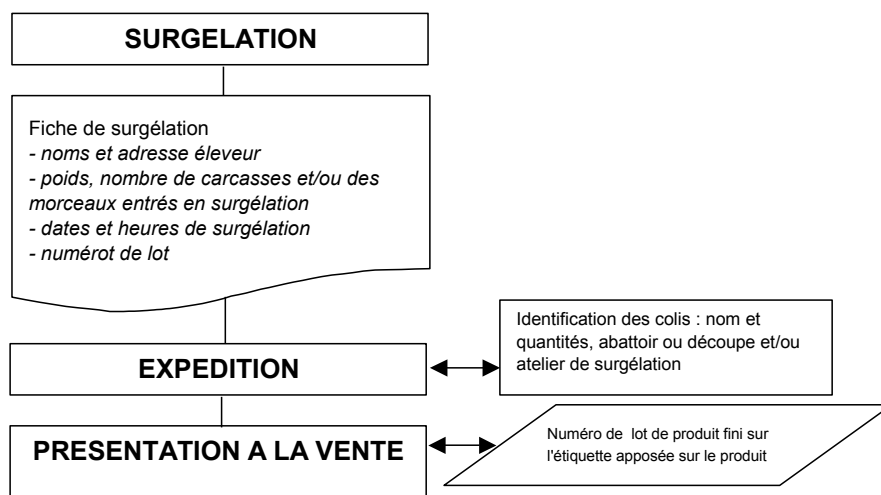 SURGELATION
Fiche de surgélation
- noms et adresse éleveur
- poids, nombre de carcasses et/ou des
morceaux entrés en surgélation
- dates et heures de surgélation
- numérot de lot
EXPEDITION
Identification des colis : nom et
quantités, abattoir ou découpe et/ou
atelier de surgélation
PRESENTATION A LA VENTE
Numéro de lot de produit fini sur
l'étiquette apposée sur le produit